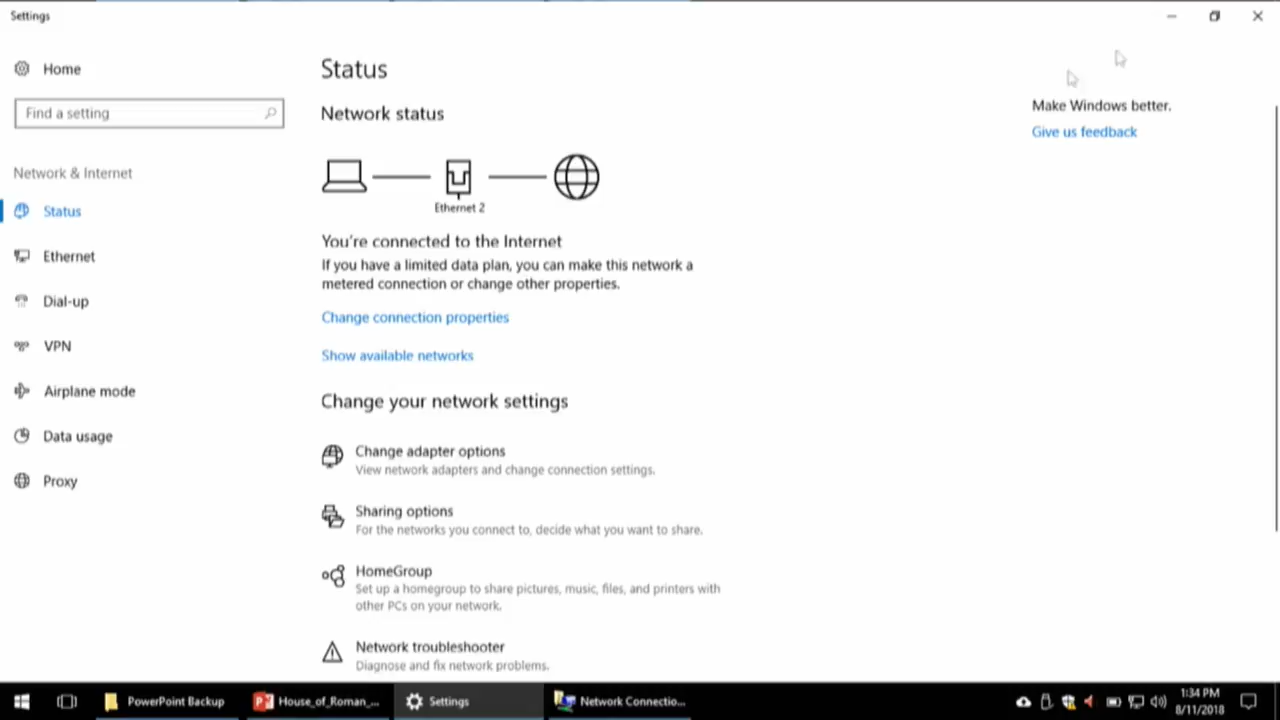 Settings
Home
Find a setting
Network & Internet
Status
Ethernet
Dial-up
VPN
Airplane mode
Data usage
Proxy
Status
Network status
Ethernet 2
You're connected to the Internet
If you have a limited data plan, you can make this network a
metered connection or change other properties.
Change connection properties
Show available networks
Change your network settings
Change adapter options
View network adapters and change connection settings.
Sharing options
For the networks you connect to, decide what you want to share.
HomeGroup
Set up a homegroup to share pictures, music, files, and printers with
other PCs on your network.
Network troubleshooter
Diagnose and fix network problems.
Make Windows better.
Give us feedback
PowerPoint Backup
House_of_Roman_...
Settings
Network Connectio...
1:34 PM
8/11/2018